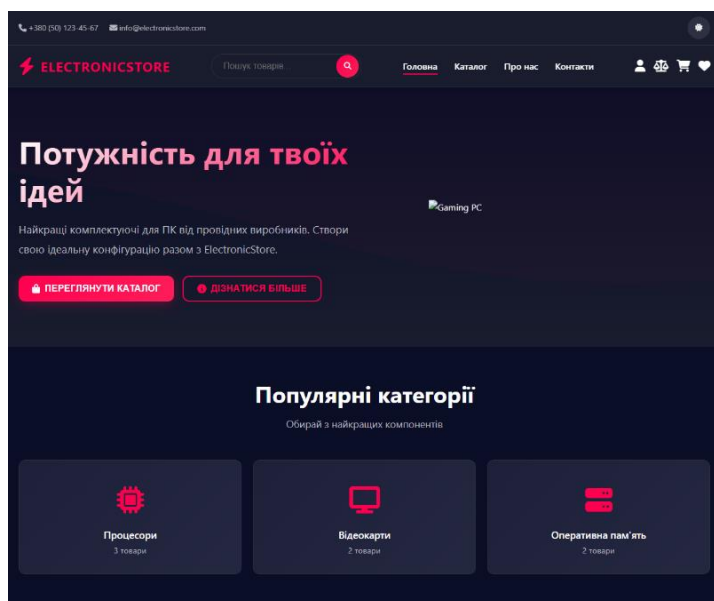 +380 (50) 123-45-67 info@electronicstore.com
ELECTRONICSTORE Пошук товарів... Головна Каталог Про нас Контакти
Потужність для твоїх
ідей
Gaming PC
Найкращі комплектуючі для ПК від провідних виробників. Створи
свою ідеальну конфігурацію разом з ElectronicStore.
ПЕРЕГЛЯНУТИ КАТАЛОГ ДІЗНАТИСЯ БІЛЬШЕ
Популярні категорії
Обирай з найкращих компонентів
Процесори Відеокарти Оперативна пам'ять
3 товари 2 товари 2 товари